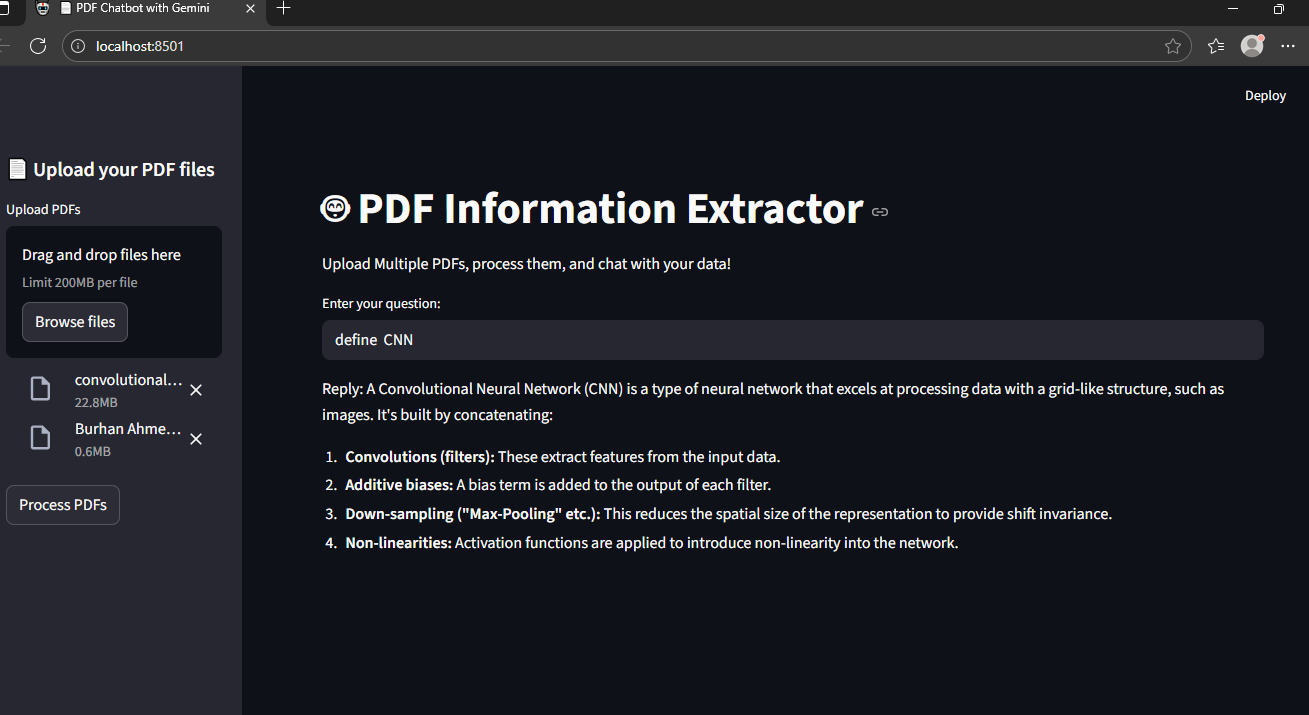 PDF Chatbot with Gemini
localhost:8501
Deploy
Upload your PDF files
Upload PDFs
Drag and drop files here
Limit 200MB per file
Browse files
convolutional...
22.8MB
Burhan Ahme...
0.6MB
Process PDFs
PDF Information Extractor
Upload Multiple PDFs, process them, and chat with your data!
Enter your question:
define CNN
Reply: A Convolutional Neural Network (CNN) is a type of neural network that excels at processing data with a grid-like structure, such as
images. It's built by concatenating:
1. Convolutions (filters): These extract features from the input data.
2. Additive biases: A bias term is added to the output of each filter.
3. Down-sampling ("Max-Pooling" etc.): This reduces the spatial size of the representation to provide shift invariance.
4. Non-linearities: Activation functions are applied to introduce non-linearity into the network.